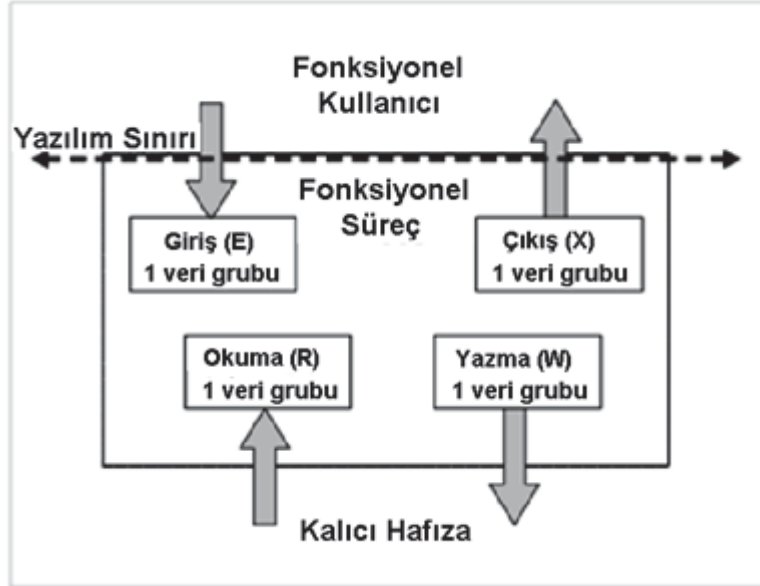 Fonksiyonel
Kullanıcı
Yazılım Sınırı
Fonksiyonel
Süreç
Giriş (E)
1 veri grubu
Çıkış (X)
1 veri grubu
Okuma (R)
1 veri grubu
Yazma (W)
1 veri grubu
Kalıcı Hafıza